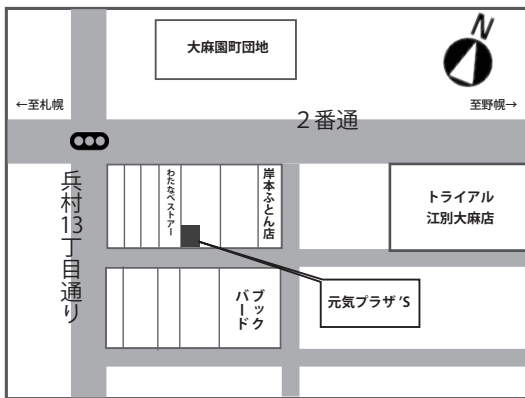 大麻園町団地
N
←至札幌
至野幌→
２番通
兵村13丁目通り
わたなベストアー
岸本ふとん店
トライアル
江別大麻店
ブック
バード
元気プラザ’S